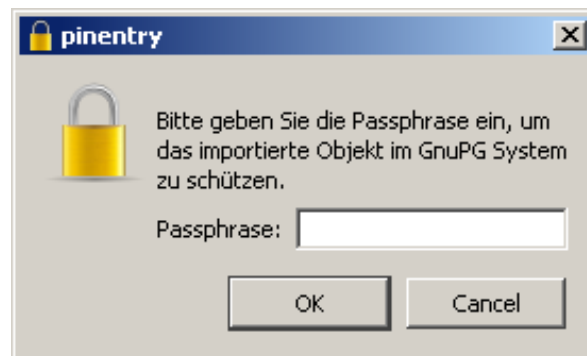 pinentry
Bitte geben Sie die Passphrase ein, um
das importierte Objekt im GnuPG System
zu schützen.
Passphrase:
OK Cancel